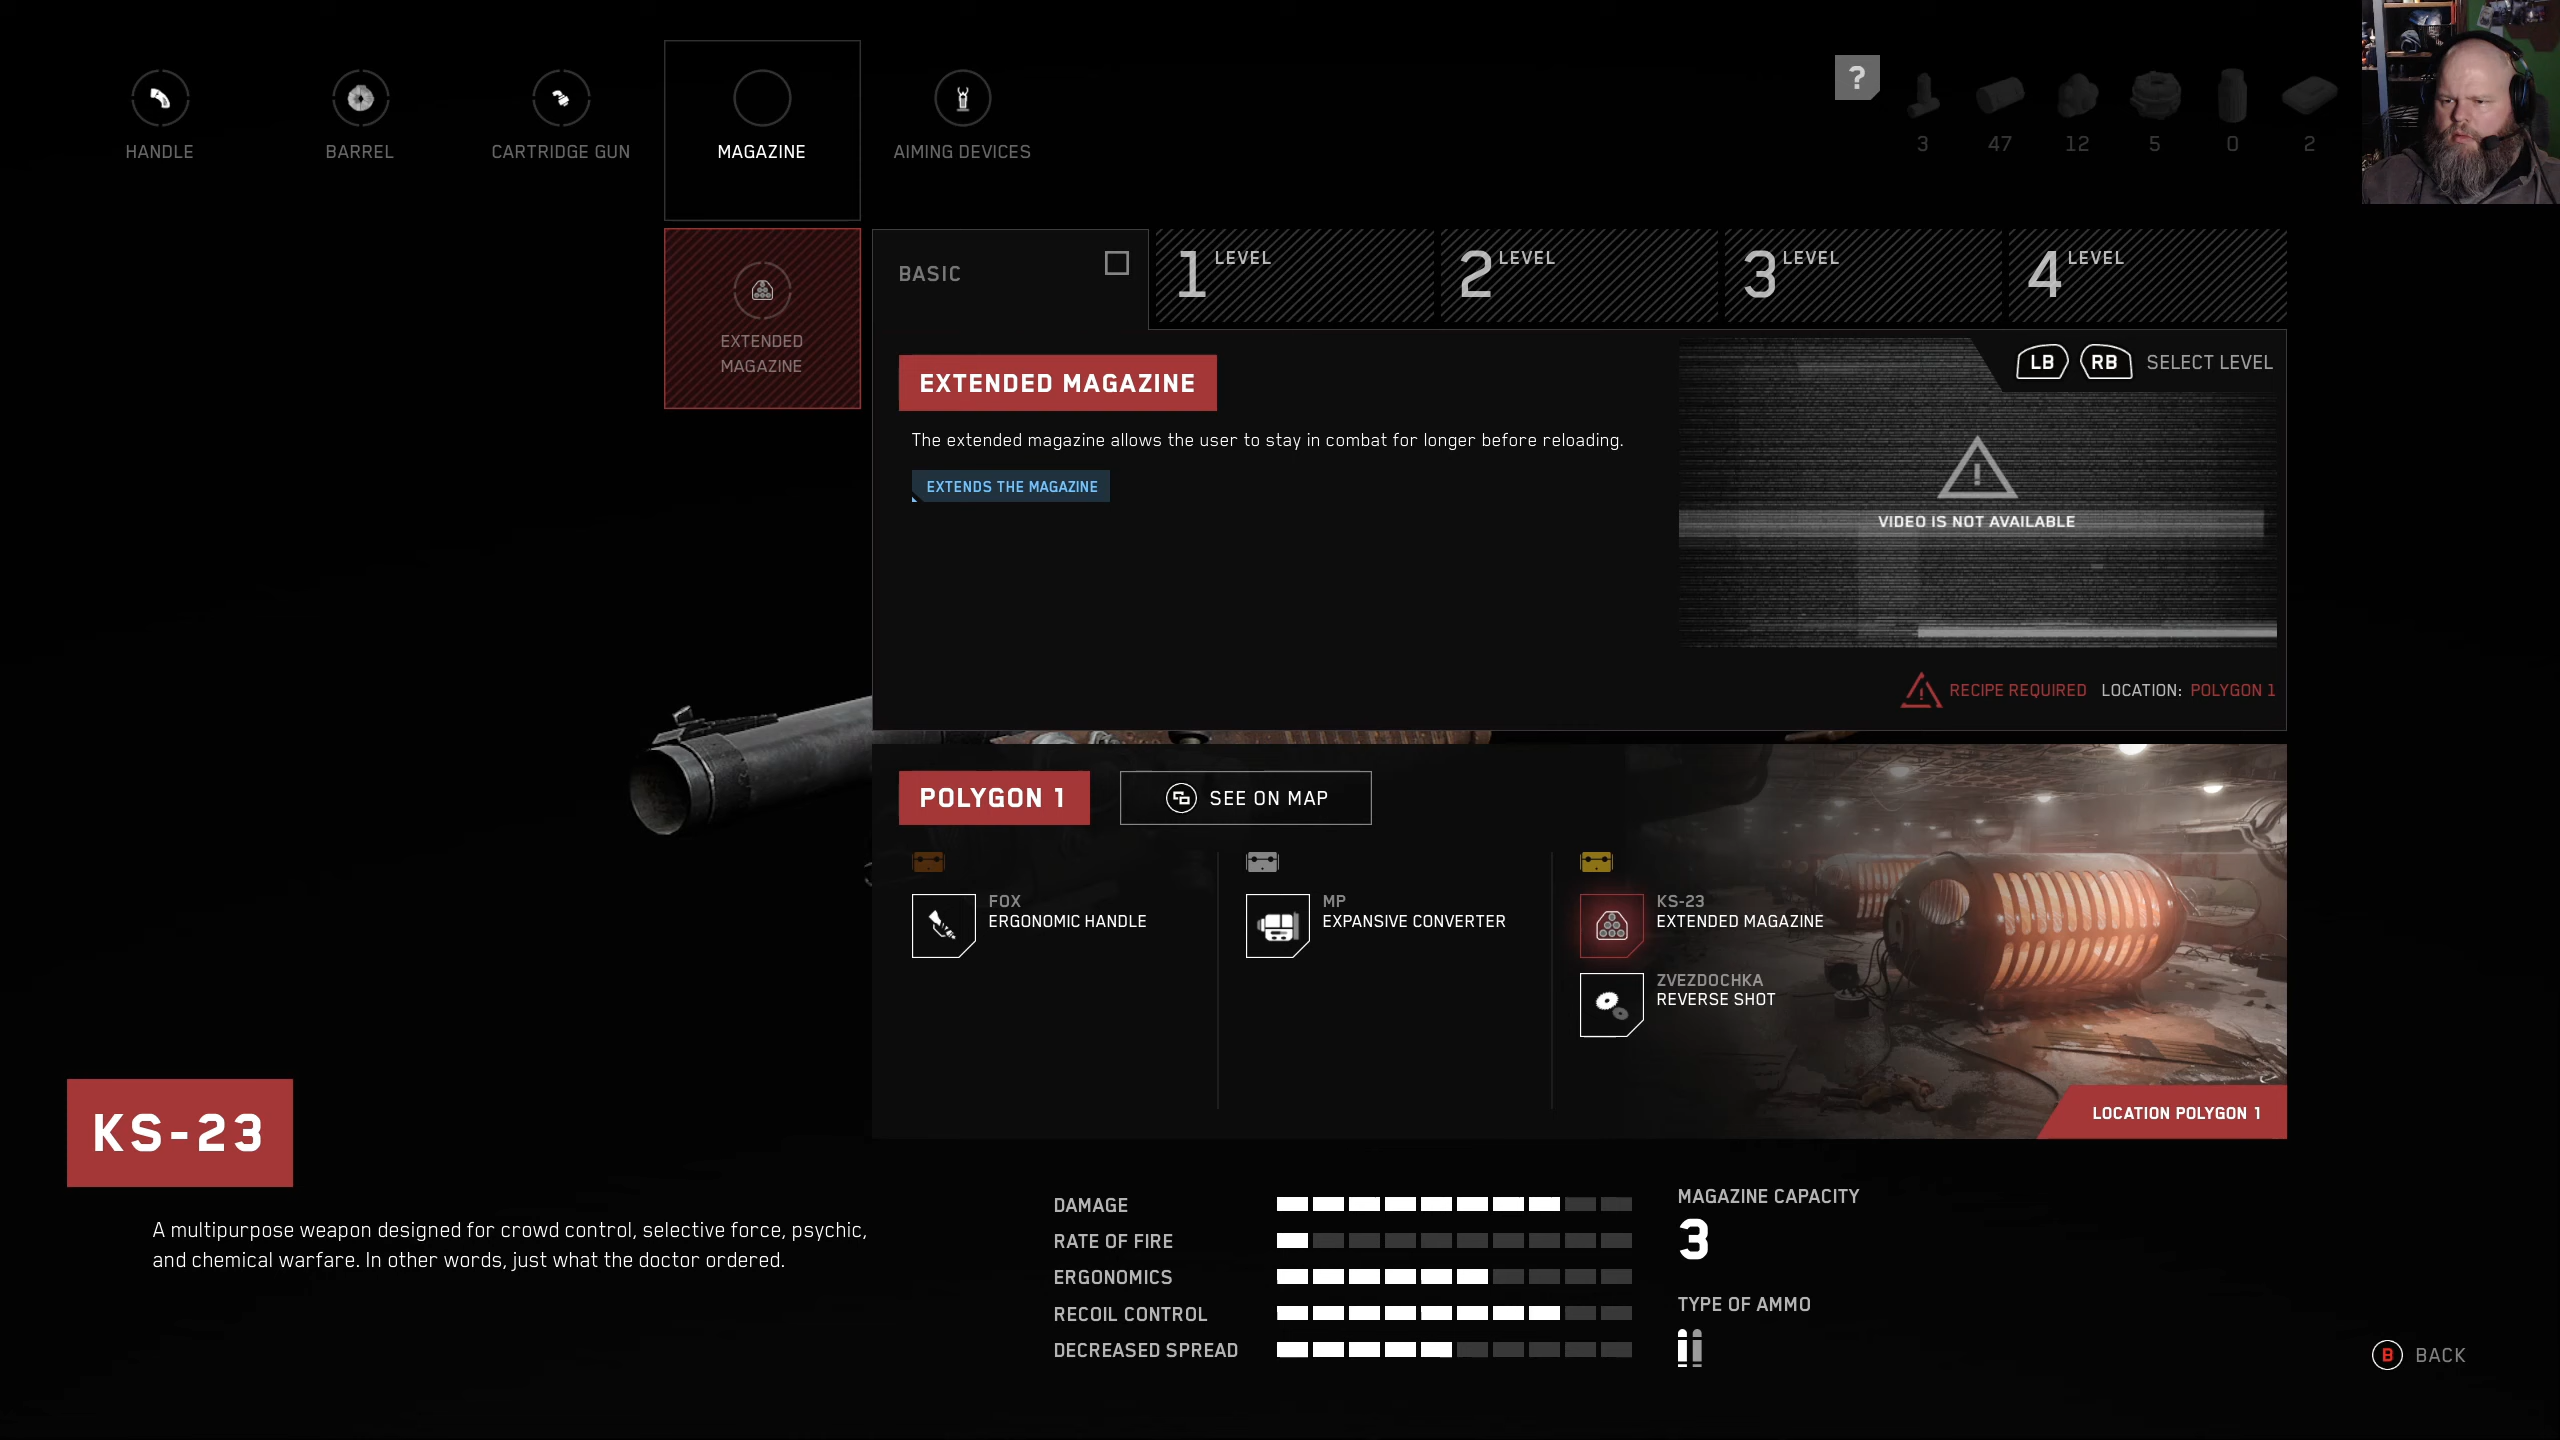 HANDLE
BARREL
CARTRIDGE GUN
MAGAZINE
AIMING DEVICES
?
3
47
12
5
0
2
EXTENDED
MAGAZINE
BASIC
1 LEVEL
2 LEVEL
3 LEVEL
4 LEVEL
EXTENDED MAGAZINE
LB RB SELECT LEVEL
The extended magazine allows the user to stay in combat for longer before reloading.
EXTENDS THE MAGAZINE
VIDEO IS NOT AVAILABLE
RECIPE REQUIRED LOCATION: POLYGON 1
POLYGON 1
SEE ON MAP
FOX
ERGONOMIC HANDLE
MP
EXPANSIVE CONVERTER
KS-23
EXTENDED MAGAZINE
ZVEZDOCHKA
REVERSE SHOT
LOCATION POLYGON 1
KS-23
A multipurpose weapon designed for crowd control, selective force, psychic,
and chemical warfare. In other words, just what the doctor ordered.
DAMAGE
RATE OF FIRE
ERGONOMICS
RECOIL CONTROL
DECREASED SPREAD
MAGAZINE CAPACITY
3
TYPE OF AMMO
B BACK